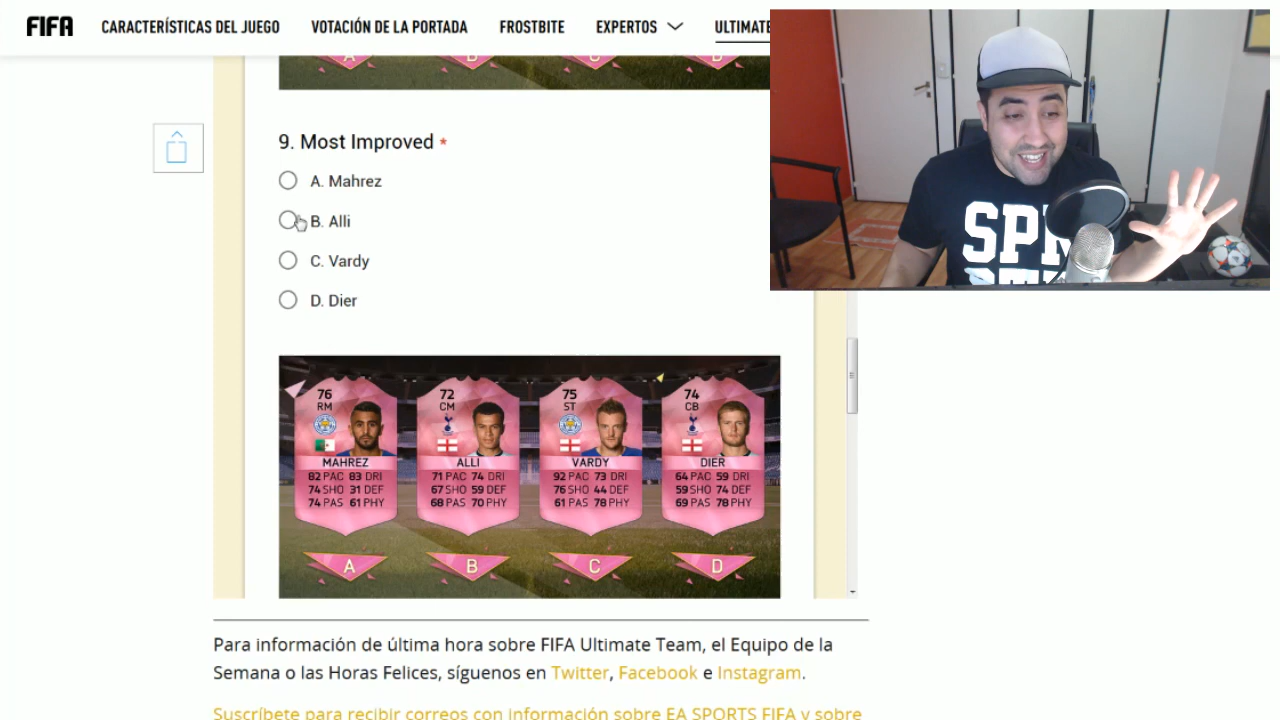 FIFA CARACTERÍSTICAS DEL JUEGO VOTACIÓN DE LA PORTADA FROSTBITE EXPERTOS ULTIMATE
A B C D
9. Most Improved *
A. Mahrez
B. Alli
C. Vardy
D. Dier
76 72 75 74
RM CM ST CB
MAHREZ ALLI VARDY DIER
82 PAC 83 DRI 71 PAC 74 DRI 92 PAC 73 DRI 64 PAC 59 DRI
74 SHO 31 DEF 67 SHO 59 DEF 76 SHO 44 DEF 59 SHO 74 DEF
74 PAS 61 PHY 68 PAS 70 PHY 61 PAS 78 PHY 69 PAS 78 PHY
A B C D
Para información de última hora sobre FIFA Ultimate Team, el Equipo de la
Semana o las Horas Felices, síguenos en Twitter, Facebook e Instagram.
Suscríbete para recibir correos con información sobre EA SPORTS FIFA y sobre